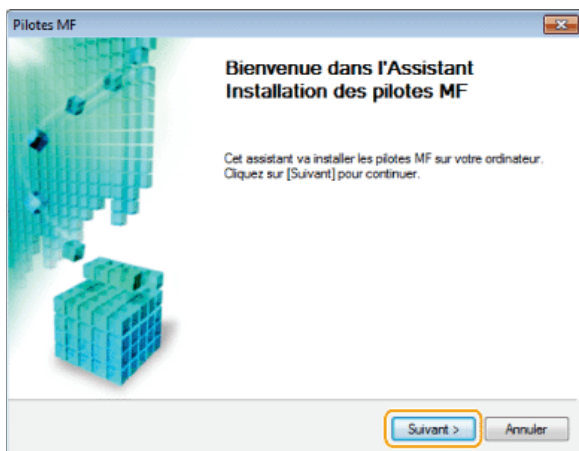 Pilotes MF
Bienvenue dans l'Assistant
Installation des pilotes MF
Cet assistant va installer les pilotes MF sur votre ordinateur.
Cliquez sur [Suivant] pour continuer.
Suivant >
Annuler